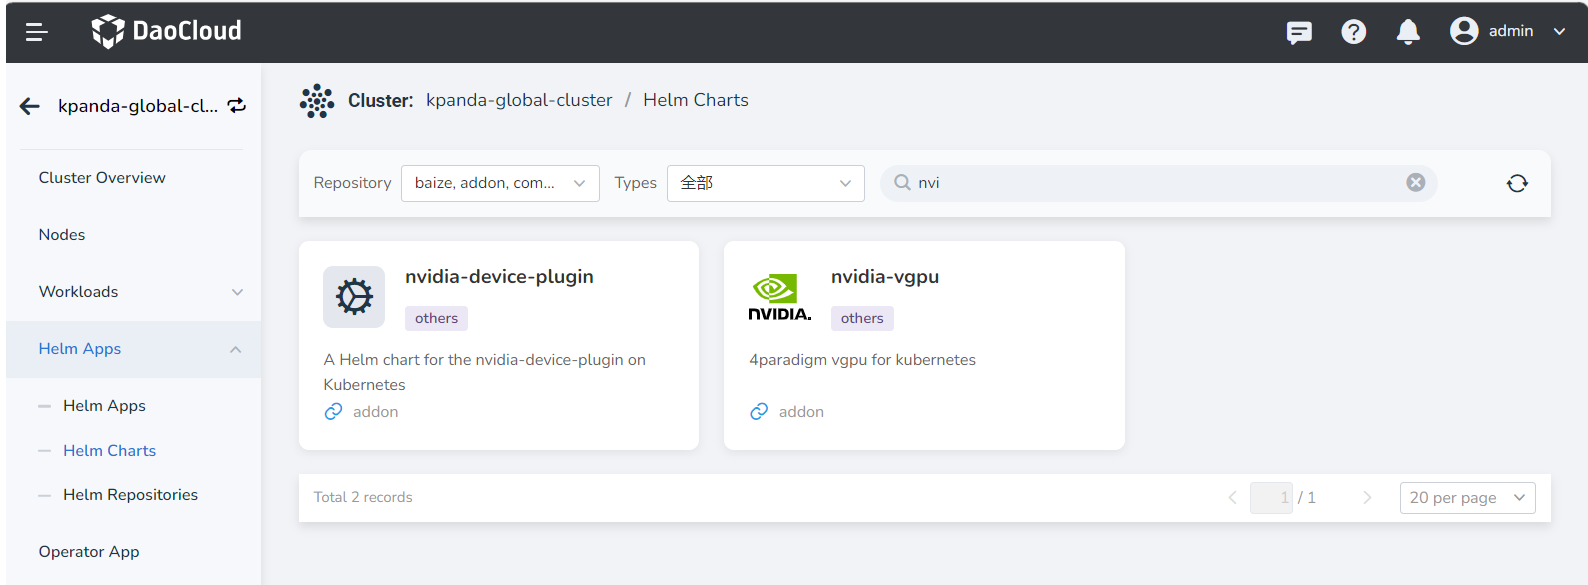 DaoCloud
admin
kpanda-global-cl...
Cluster: kpanda-global-cluster / Helm Charts
Cluster Overview
Nodes
Workloads
Helm Apps
Helm Apps
Helm Charts
Helm Repositories
Operator App
Repository baize, addon, com... Types 全部 nvi
nvidia-device-plugin
others
A Helm chart for the nvidia-device-plugin on
Kubernetes
addon
NVIDIA.
nvidia-vgpu
others
4paradigm vgpu for kubernetes
addon
Total 2 records
1 / 1
20 per page